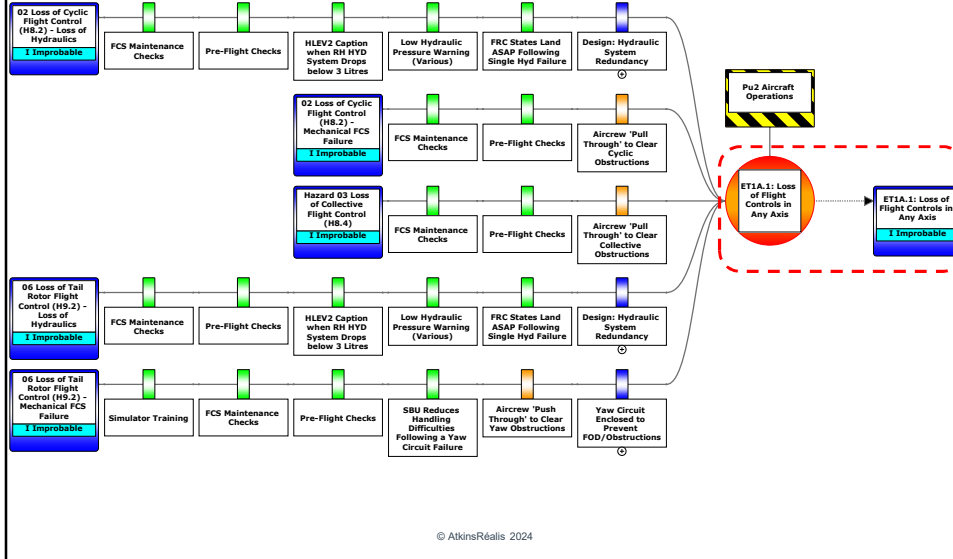 02 Loss of Cyclic
Flight Control
(H8.2) – Loss of
Hydraulics
I Improbable
FCS Maintenance
Checks
Pre-Flight Checks
HLEV2 Caption
when RH HYD
System Drops
below 3 Litres
Low Hydraulic
Pressure Warning
(Various)
FRC States Land
ASAP Following
Single Hyd Failure
Design: Hydraulic
System
Redundancy
02 Loss of Cyclic
Flight Control
(H8.2) –
Mechanical FCS
Failure
I Improbable
FCS Maintenance
Checks
Pre-Flight Checks
Aircrew 'Pull
Through' to Clear
Cyclic
Obstructions
Hazard 03 Loss
of Collective
Flight Control
(H8.4)
I Improbable
FCS Maintenance
Checks
Pre-Flight Checks
Aircrew 'Pull
Through' to Clear
Collective
Obstructions
06 Loss of Tail
Rotor Flight
Control (H9.2) –
Loss of
Hydraulics
I Improbable
FCS Maintenance
Checks
Pre-Flight Checks
HLEV2 Caption
when RH HYD
System Drops
below 3 Litres
Low Hydraulic
Pressure Warning
(Various)
FRC States Land
ASAP Following
Single Hyd Failure
Design: Hydraulic
System
Redundancy
06 Loss of Tail
Rotor Flight
Control (H9.2) –
Mechanical FCS
Failure
I Improbable
Simulator Training
FCS Maintenance
Checks
Pre-Flight Checks
SBU Reduces
Handling
Difficulties
Following a Yaw
Circuit Failure
Aircrew 'Push
Through' to Clear
Yaw Obstructions
Yaw Circuit
Enclosed to
Prevent
FOD/Obstructions
Pu2 Aircraft
Operations
ET1A.1: Loss
of Flight
Controls in
Any Axis
ET1A.1: Loss of
Flight Controls in
Any Axis
I Improbable
© AtkinsRéalis 2024